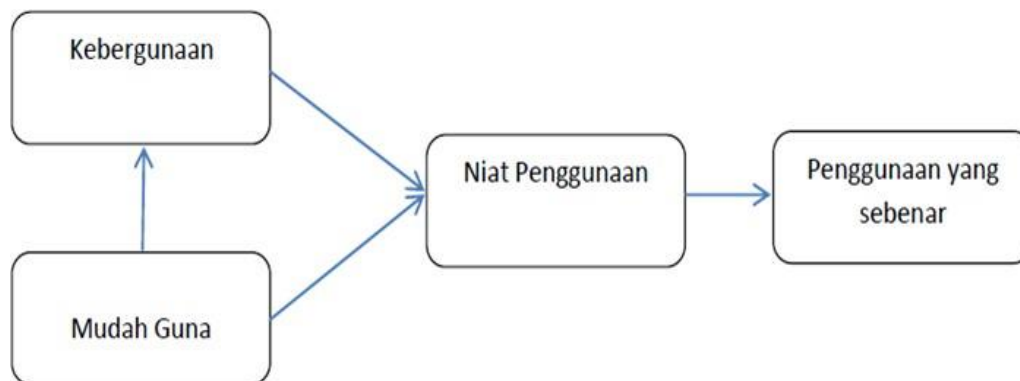 Kebergunaan
Niat Penggunaan
Penggunaan yang
sebenar
Mudah Guna